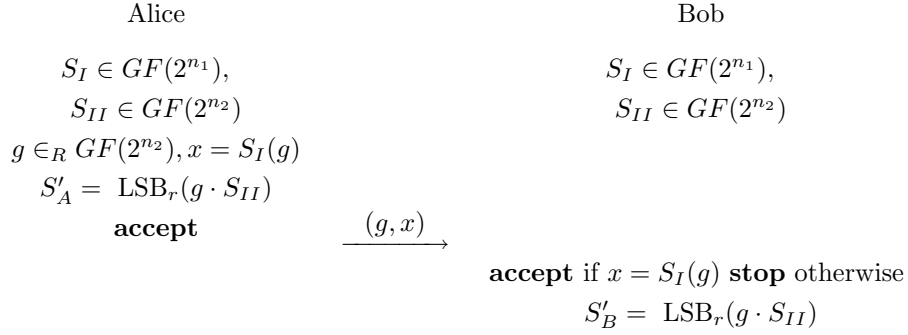 Alice Bob
S_I ∈ GF(2^{n_1}), S_I ∈ GF(2^{n_1}),
S_{II} ∈ GF(2^{n_2}) S_{II} ∈ GF(2^{n_2})
g ∈_R GF(2^{n_2}), x = S_I(g)
S'_A = LSB_r(g · S_{II})
accept
(g, x)
accept if x = S_I(g) stop otherwise
S'_B = LSB_r(g · S_{II})